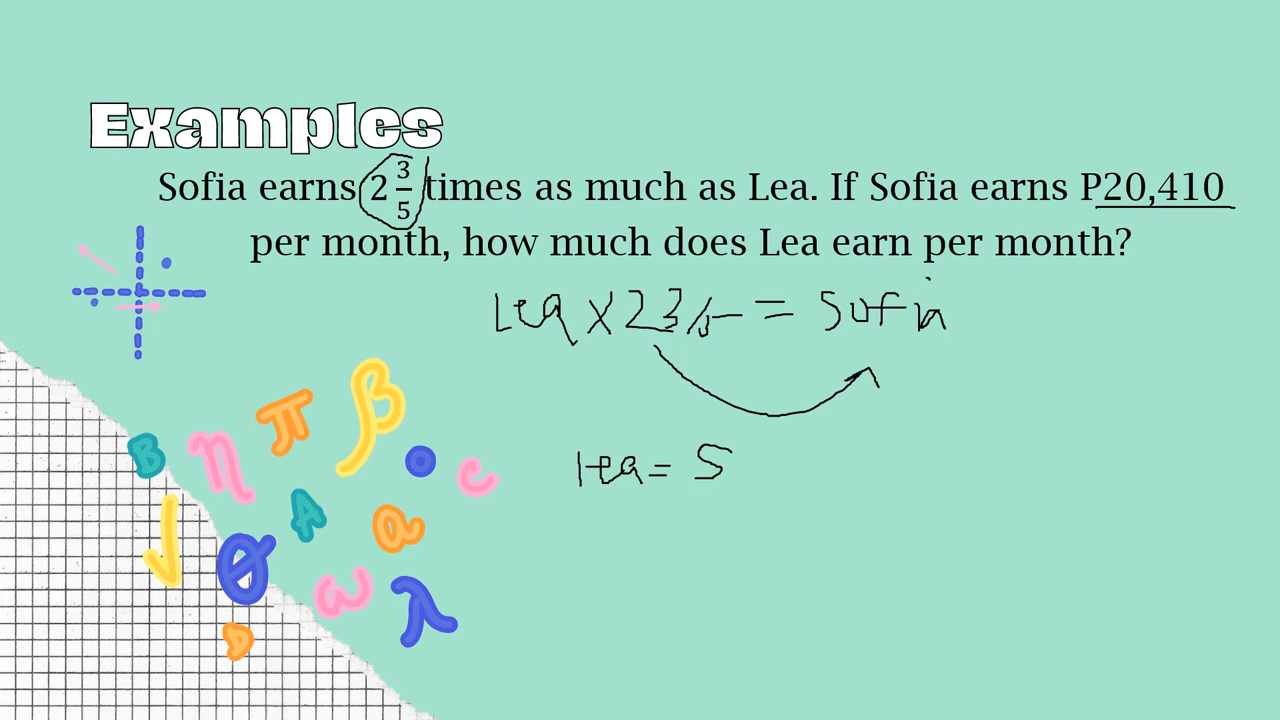 Examples
Sofia earns 2 3/5 times as much as Lea. If Sofia earns P20,410
per month, how much does Lea earn per month?
Lea x 2 3/5 = Sofia
Lea = S
β
π
B η c
A
√ a
θ
ω λ
D